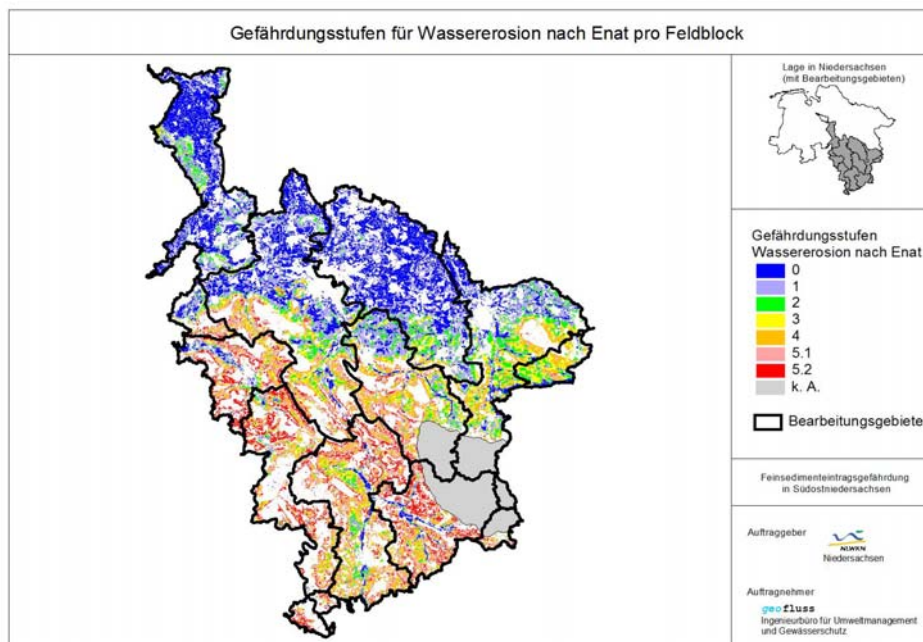 Gefährdungsstufen für Wassererosion nach Enat pro Feldblock
Lage in Niedersachsen
(mit Bearbeitungsgebieten)
Gefährdungsstufen
Wassererosion nach Enat
0
1
2
3
4
5.1
5.2
k. A.
Bearbeitungsgebiete
Feinsedimenteintragsgefährdung
in Südostniedersachsen
Auftraggeber
NLWKN
Niedersachsen
Auftragnehmer
geofluss
Ingenieurbüro für Umweltmanagement
und Gewässerschutz